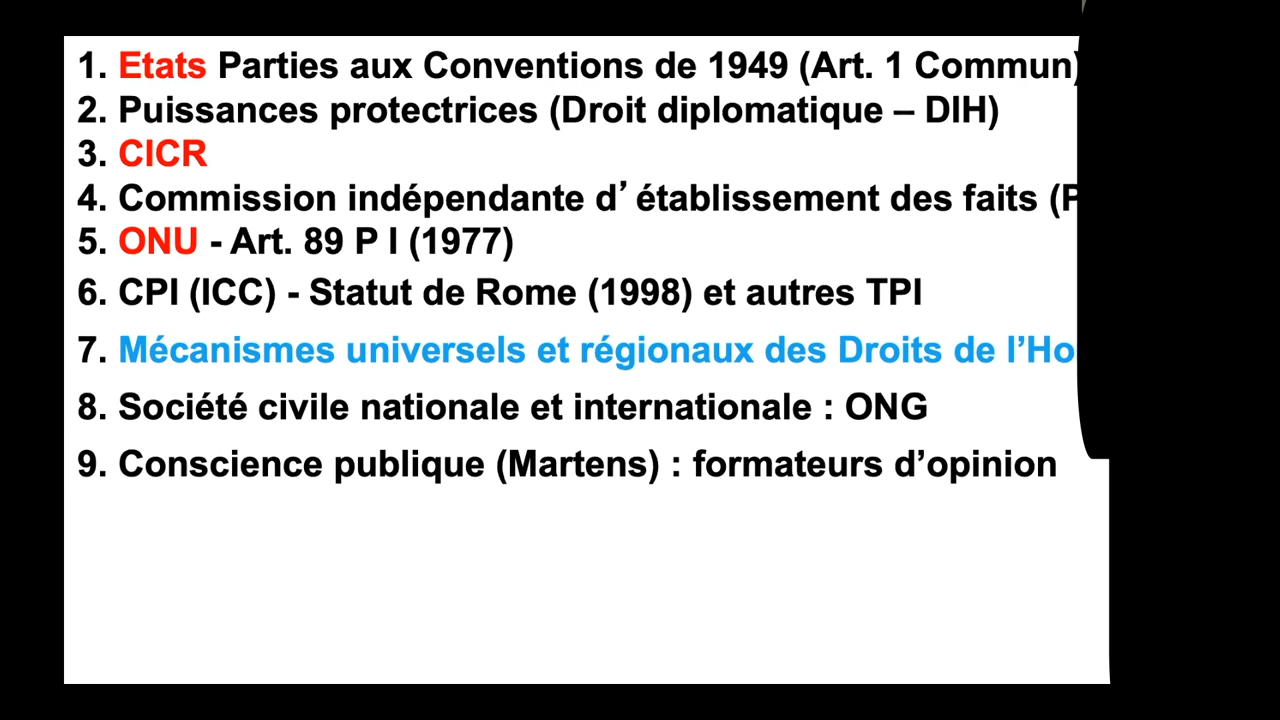 1. Etats Parties aux Conventions de 1949 (Art. 1 Commun)
2. Puissances protectrices (Droit diplomatique – DIH)
3. CICR
4. Commission indépendante d’ établissement des faits
5. ONU - Art. 89 P I (1977)
6. CPI (ICC) - Statut de Rome (1998) et autres TPI
7. Mécanismes universels et régionaux des Droits de
8. Société civile nationale et internationale : ONG
9. Conscience publique (Martens) : formateurs d’opinion